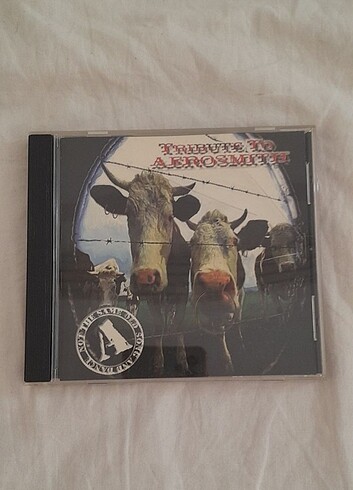 TRIBUTE TO
AEROSMITH
NOT THE SAME OLD SONG AND DANCE
A